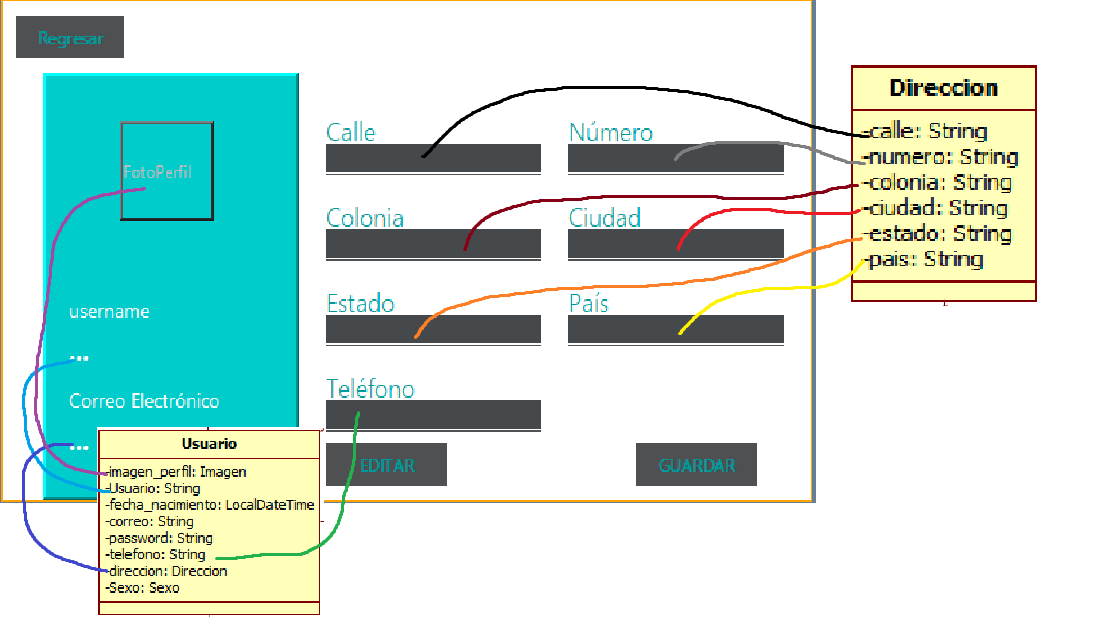 Regresar
FotoPerfil
username
...
Correo Electrónico
...
Calle
Número
Colonia
Ciudad
Estado
País
Teléfono
EDITAR
GUARDAR
Direccion
-calle: String
-numero: String
-colonia: String
-ciudad: String
-estado: String
-pais: String
Usuario
-imagen_perfil: Imagen
-Usuario: String
-fecha_nacimiento: LocalDateTime
-correo: String
-password: String
-telefono: String
-direccion: Direccion
-Sexo: Sexo